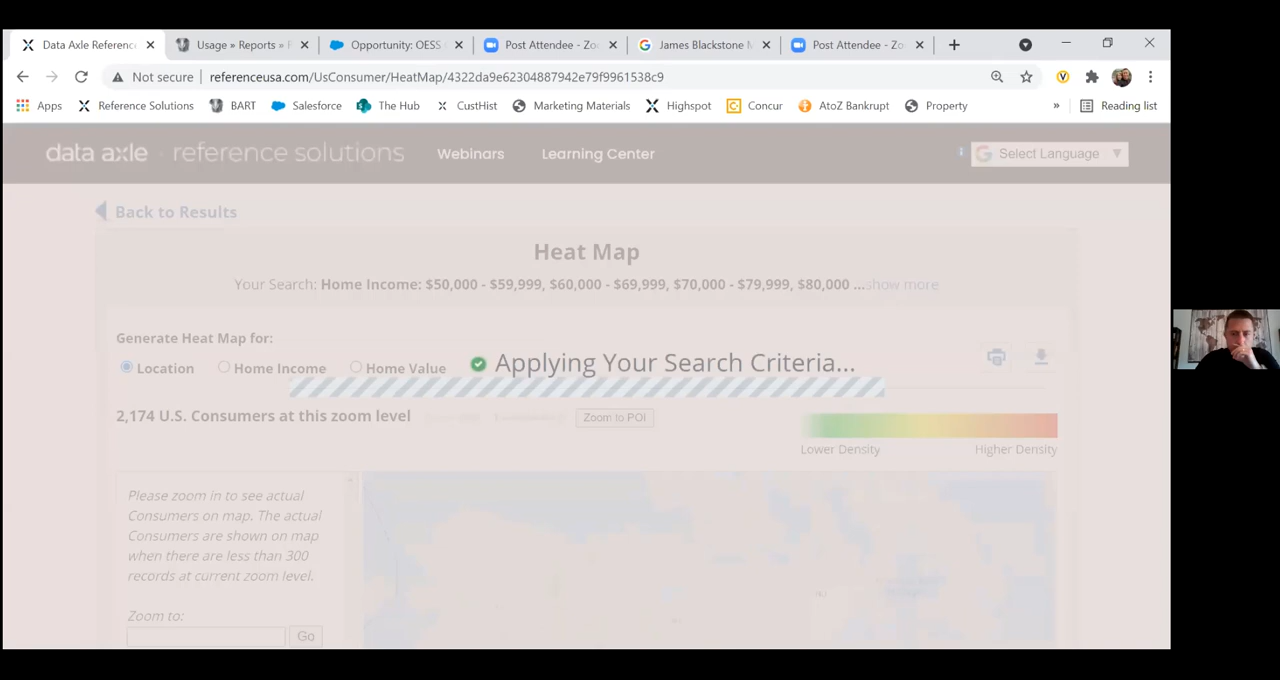 Data Axle Referenc
Usage » Reports » F
Opportunity: OESS
Post Attendee - Zo
James Blackstone M
Post Attendee - Zo
Not secure
referenceusa.com/UsConsumer/HeatMap/4322da9e62304887942e79f9961538c9
Apps
Reference Solutions
BART
Salesforce
The Hub
CustHist
Marketing Materials
Highspot
Concur
AtoZ Bankrupt
Property
»
Reading list
data axle reference solutions
Webinars
Learning Center
Select Language
Back to Results
Heat Map
Your Search: Home Income: $50,000 - $59,999, $60,000 - $69,999, $70,000 - $79,999, $80,000 ...show more
Generate Heat Map for:
Location
Home Income
Home Value
Applying Your Search Criteria...
2,174 U.S. Consumers at this zoom level
Zoom to POI
Lower Density
Higher Density
Please zoom in to see actual
Consumers on map. The actual
Consumers are shown on map
when there are less than 300
records at current zoom level.
Zoom to:
Go